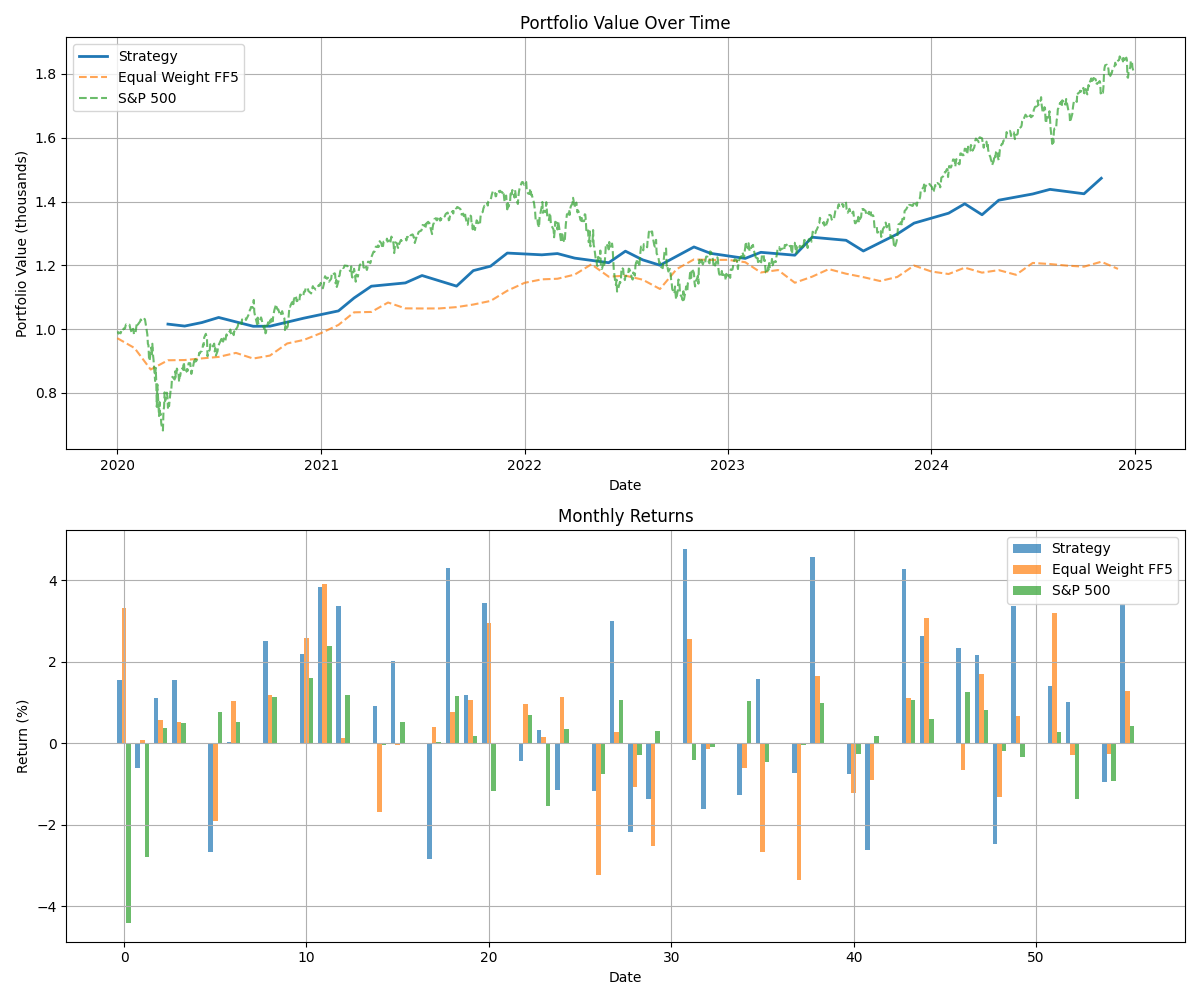 Portfolio Value Over Time
Strategy
Equal Weight FF5
S&P 500
Portfolio Value (thousands)
1.8
1.6
1.4
1.2
1.0
0.8
2020 2021 2022 2023 2024 2025
Date
Monthly Returns
Strategy
Equal Weight FF5
S&P 500
Return (%)
4
2
0
−2
−4
0 10 20 30 40 50
Date